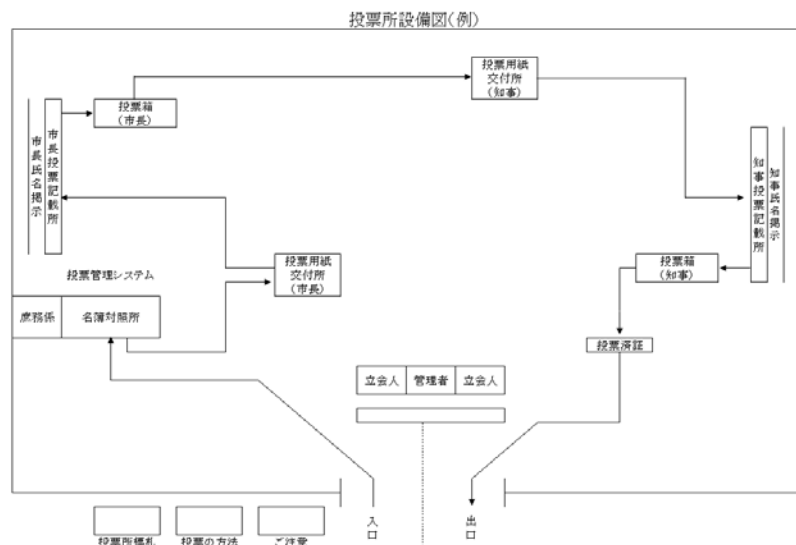 投票所設備図(例)
投票用紙
交付所
(知事)
投票箱
(市長)
市長氏名掲示
市長投票記載所
知事投票記載所
知事氏名掲示
投票用紙
交付所
(市長)
投票箱
(知事)
投票管理システム
庶務係
名簿対照所
投票済証
立会人
管理者
立会人
入口
出口
投票所標札
投票の方法
ご注意